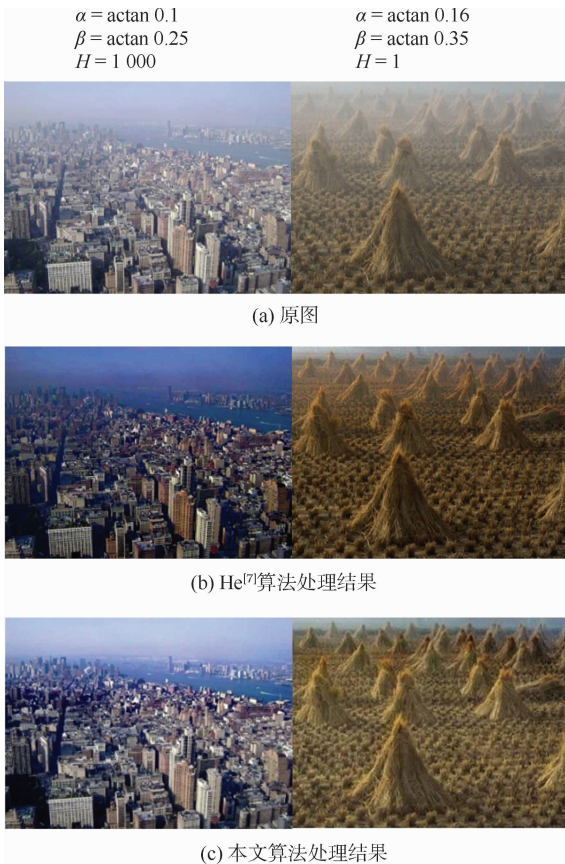 α = actan 0.1
β = actan 0.25
H = 1 000
α = actan 0.16
β = actan 0.35
H = 1
(a) 原图
(b) He[7]算法处理结果
(c) 本文算法处理结果